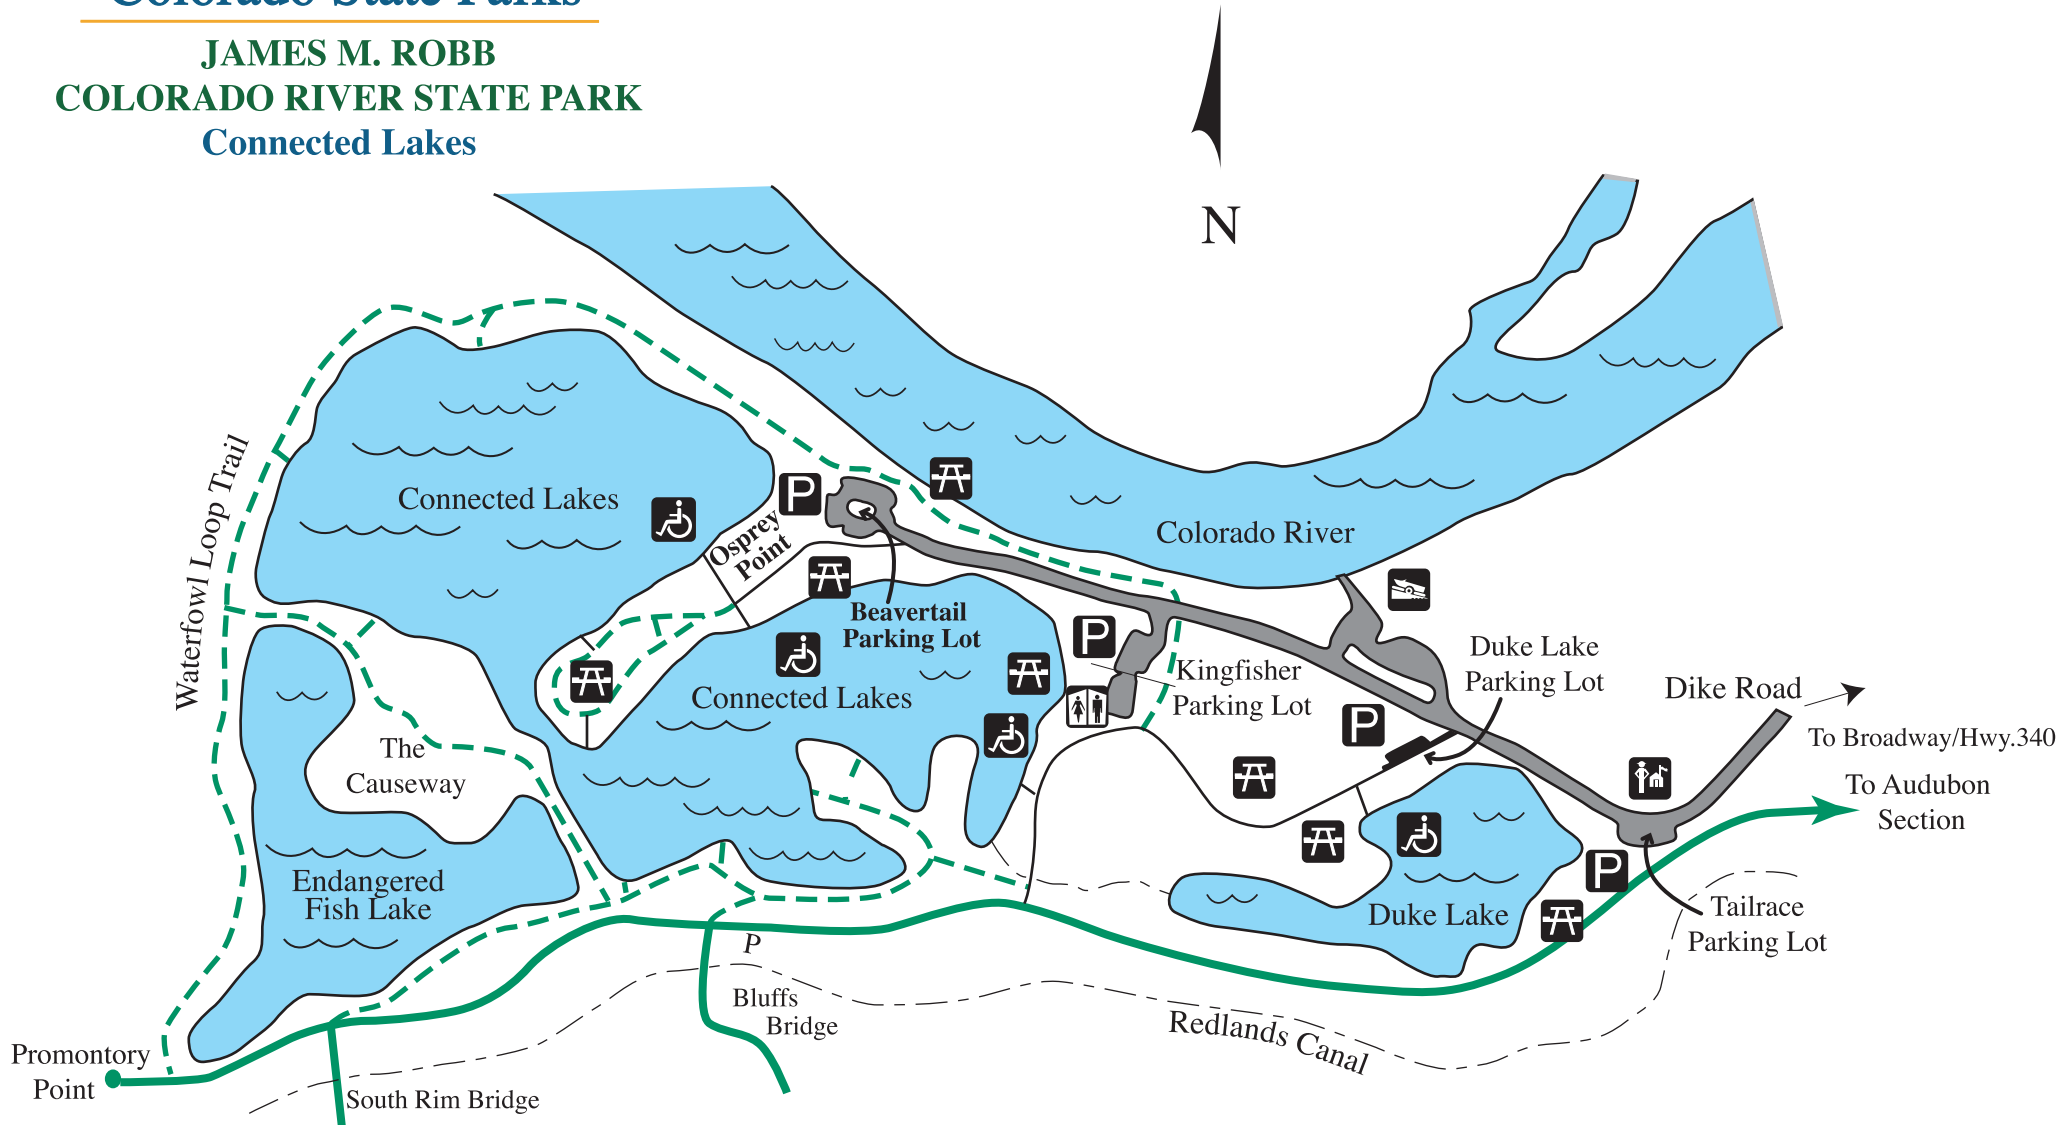 Colorado State Parks
JAMES M. ROBB
COLORADO RIVER STATE PARK
Connected Lakes
N
Waterfowl Loop Trail
Connected Lakes
Osprey
Point
P
Colorado River
Beavertail
Parking Lot
P
Kingfisher
Parking Lot
Duke Lake
Parking Lot
Dike Road
To Broadway/Hwy.340
To Audubon
Section
Connected Lakes
P
The
Causeway
Endangered
Fish Lake
Duke Lake
P
Tailrace
Parking Lot
P
Bluffs
Bridge
Redlands Canal
Promontory
Point
South Rim Bridge